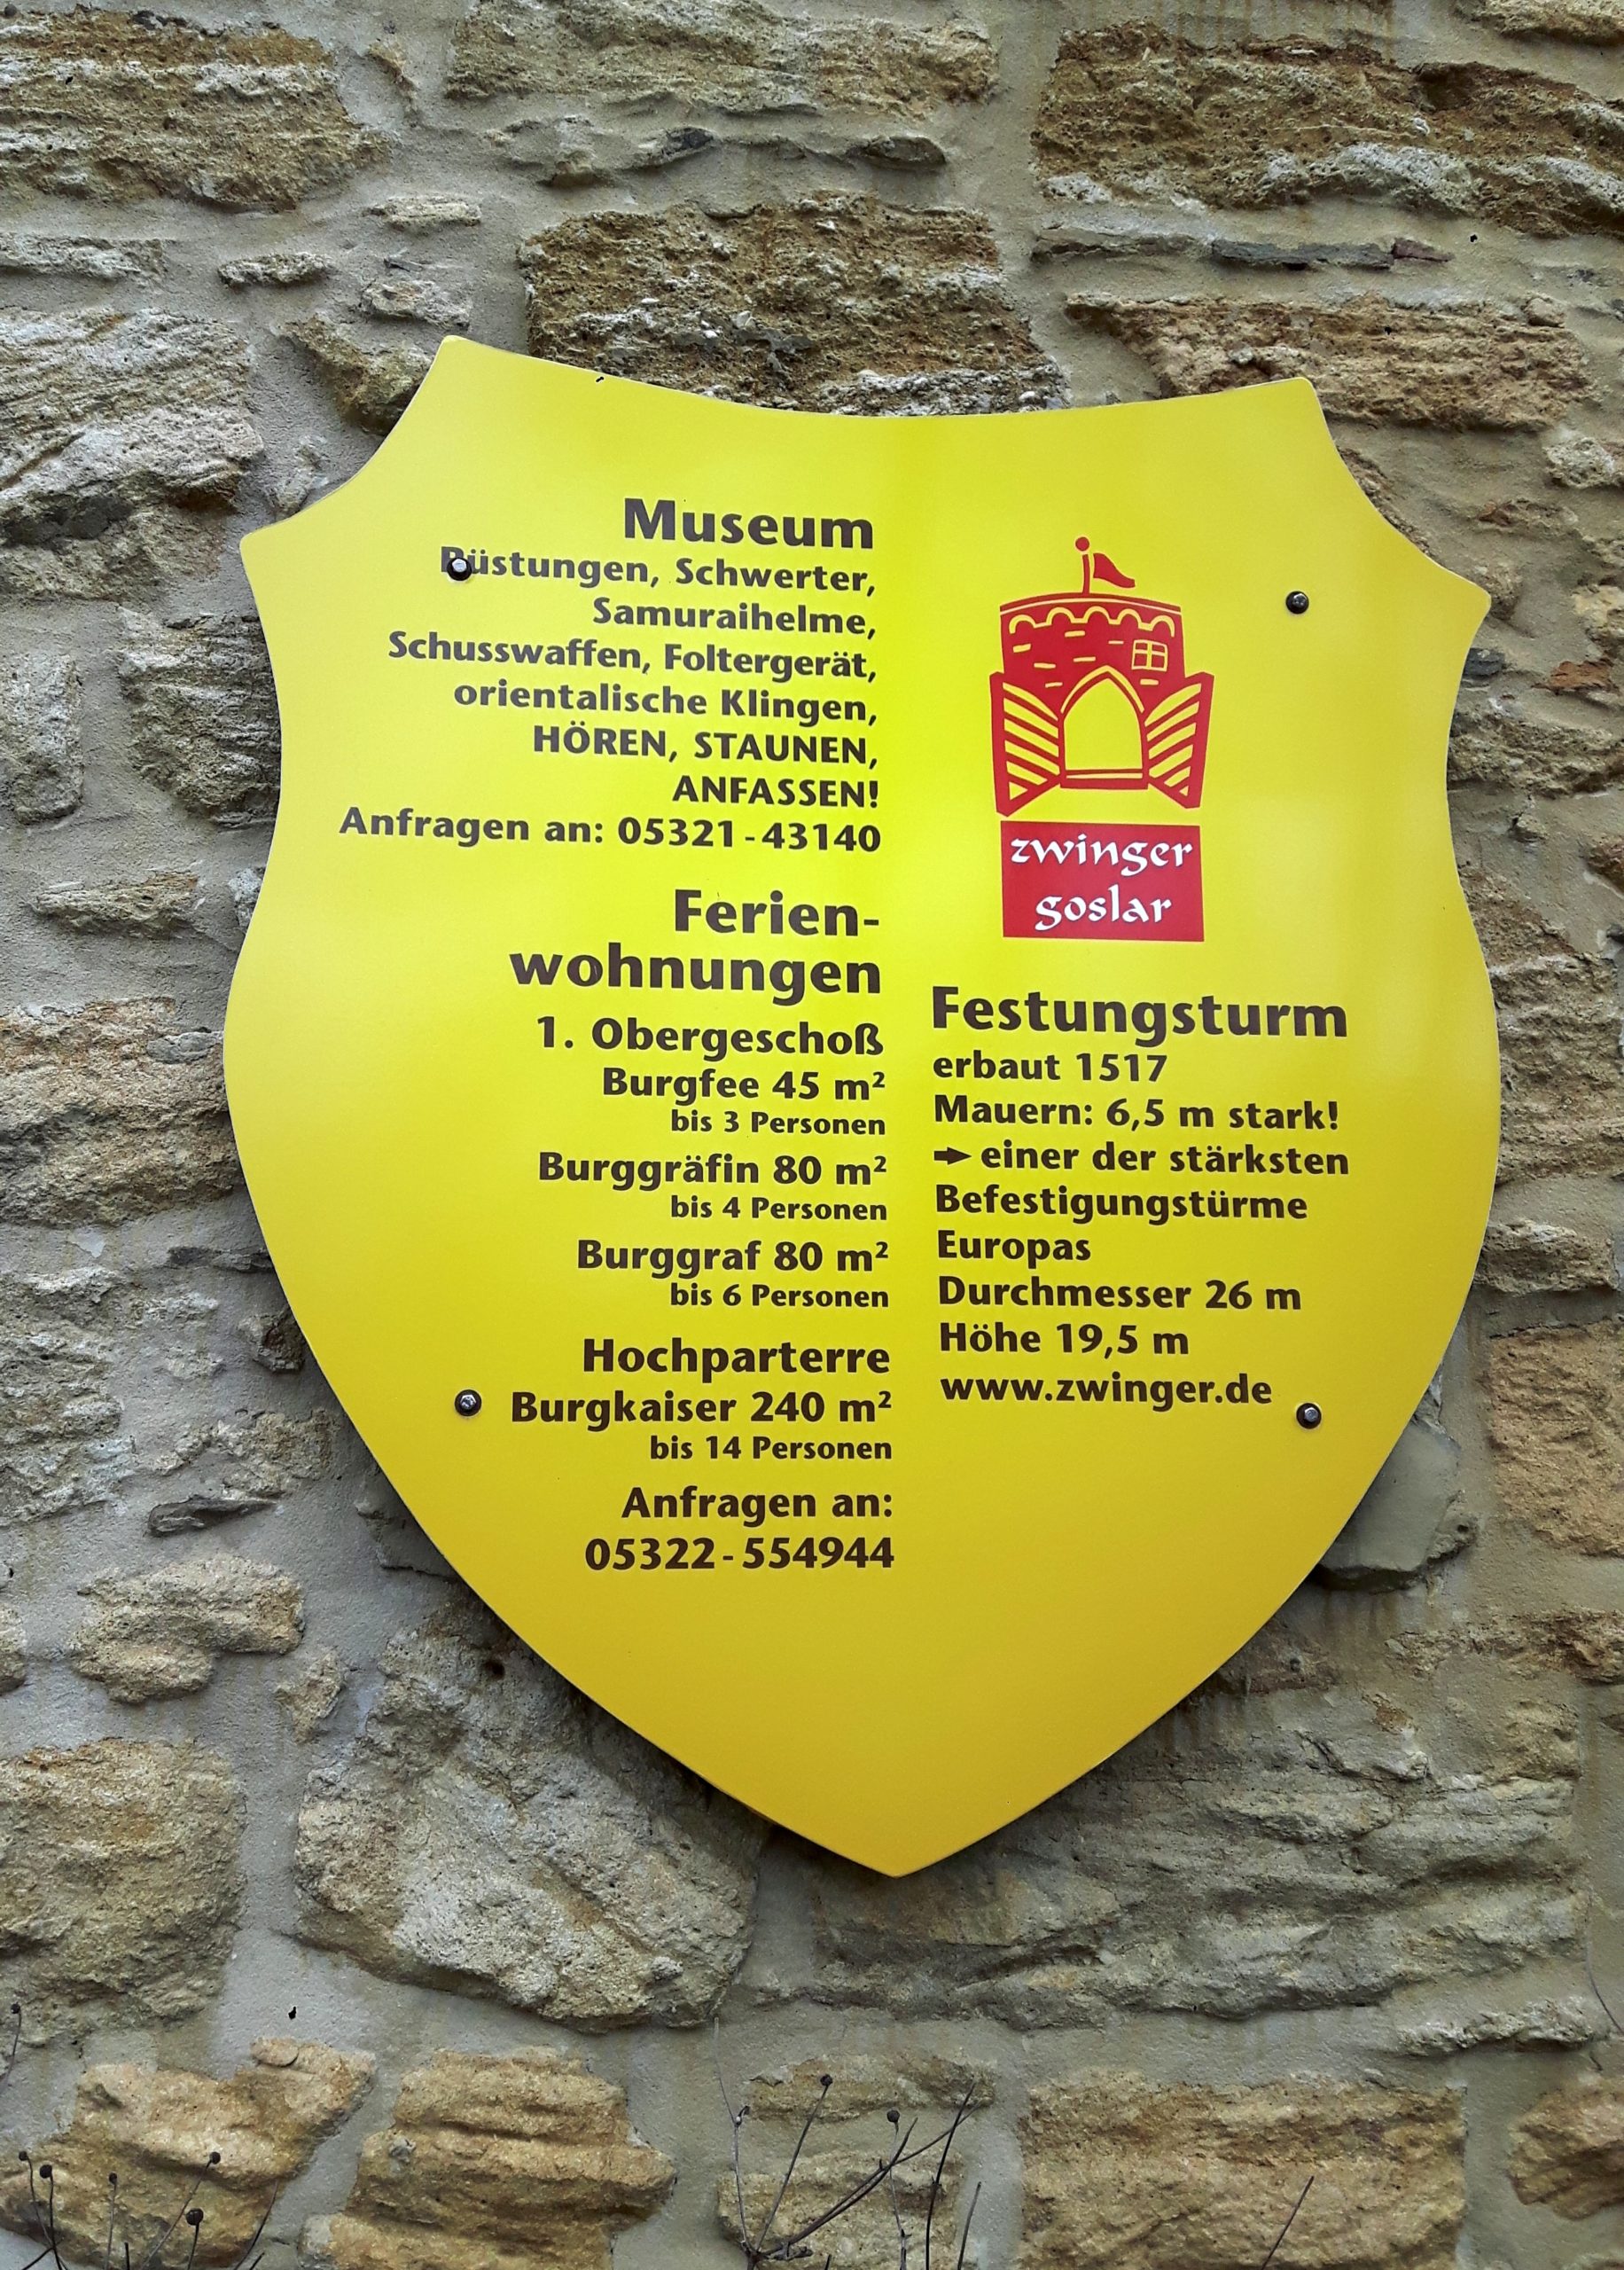 Museum
Rüstungen, Schwerter,
Samuraihelme,
Schusswaffen, Foltergerät,
orientalische Klingen,
HÖREN, STAUNEN,
ANFASSEN!
Anfragen an: 05321-43140
Ferien-
wohnungen
1. Obergeschoß
Burgfee 45 m²
bis 3 Personen
Burggräfin 80 m²
bis 4 Personen
Burggraf 80 m²
bis 6 Personen
Hochparterre
Burgkaiser 240 m²
bis 14 Personen
Anfragen an:
05322-554944
zwinger
goslar
Festungsturm
erbaut 1517
Mauern: 6,5 m stark!
➞ einer der stärksten
Befestigungstürme
Europas
Durchmesser 26 m
Höhe 19,5 m
www.zwinger.de